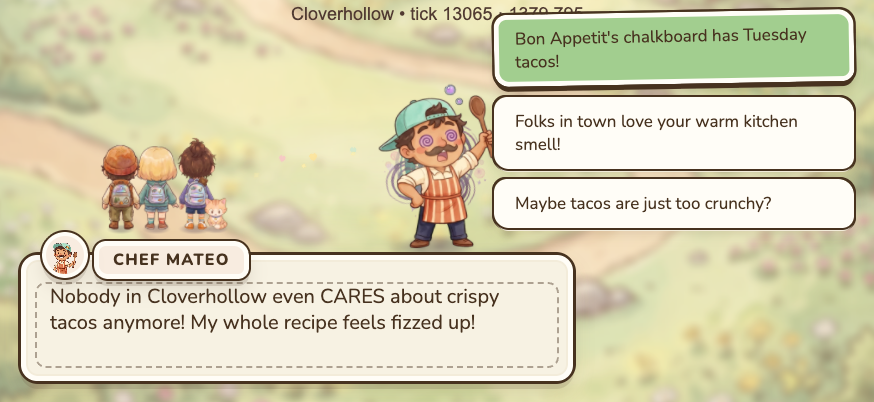 Cloverhollow • tick 13065 · 1379,795
Bon Appetit's chalkboard has Tuesday
tacos!
Folks in town love your warm kitchen
smell!
Maybe tacos are just too crunchy?
CHEF MATEO
Nobody in Cloverhollow even CARES about crispy
tacos anymore! My whole recipe feels fizzed up!